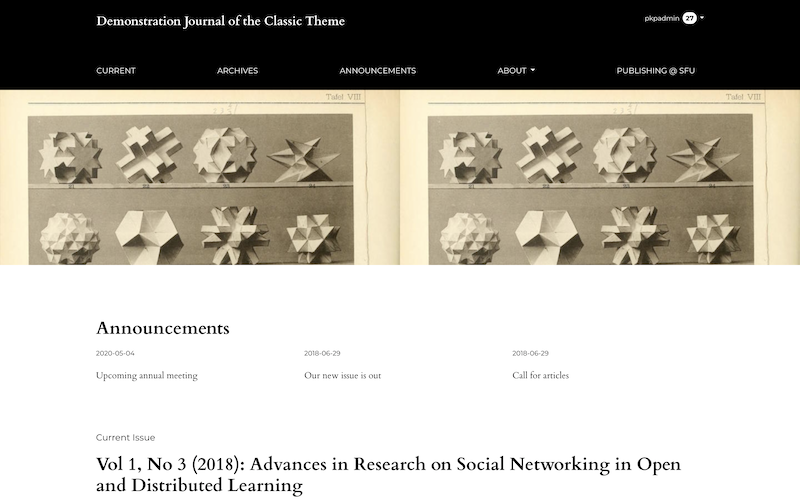 Demonstration Journal of the Classic Theme
pkpadmin 27
CURRENT ARCHIVES ANNOUNCEMENTS ABOUT PUBLISHING @ SFU
Tafel. VIII Tafel. VIII
Announcements
2020-05-04 2018-06-29 2018-06-29
Upcoming annual meeting Our new issue is out Call for articles
Current Issue
Vol 1, No 3 (2018): Advances in Research on Social Networking in Open
and Distributed Learning